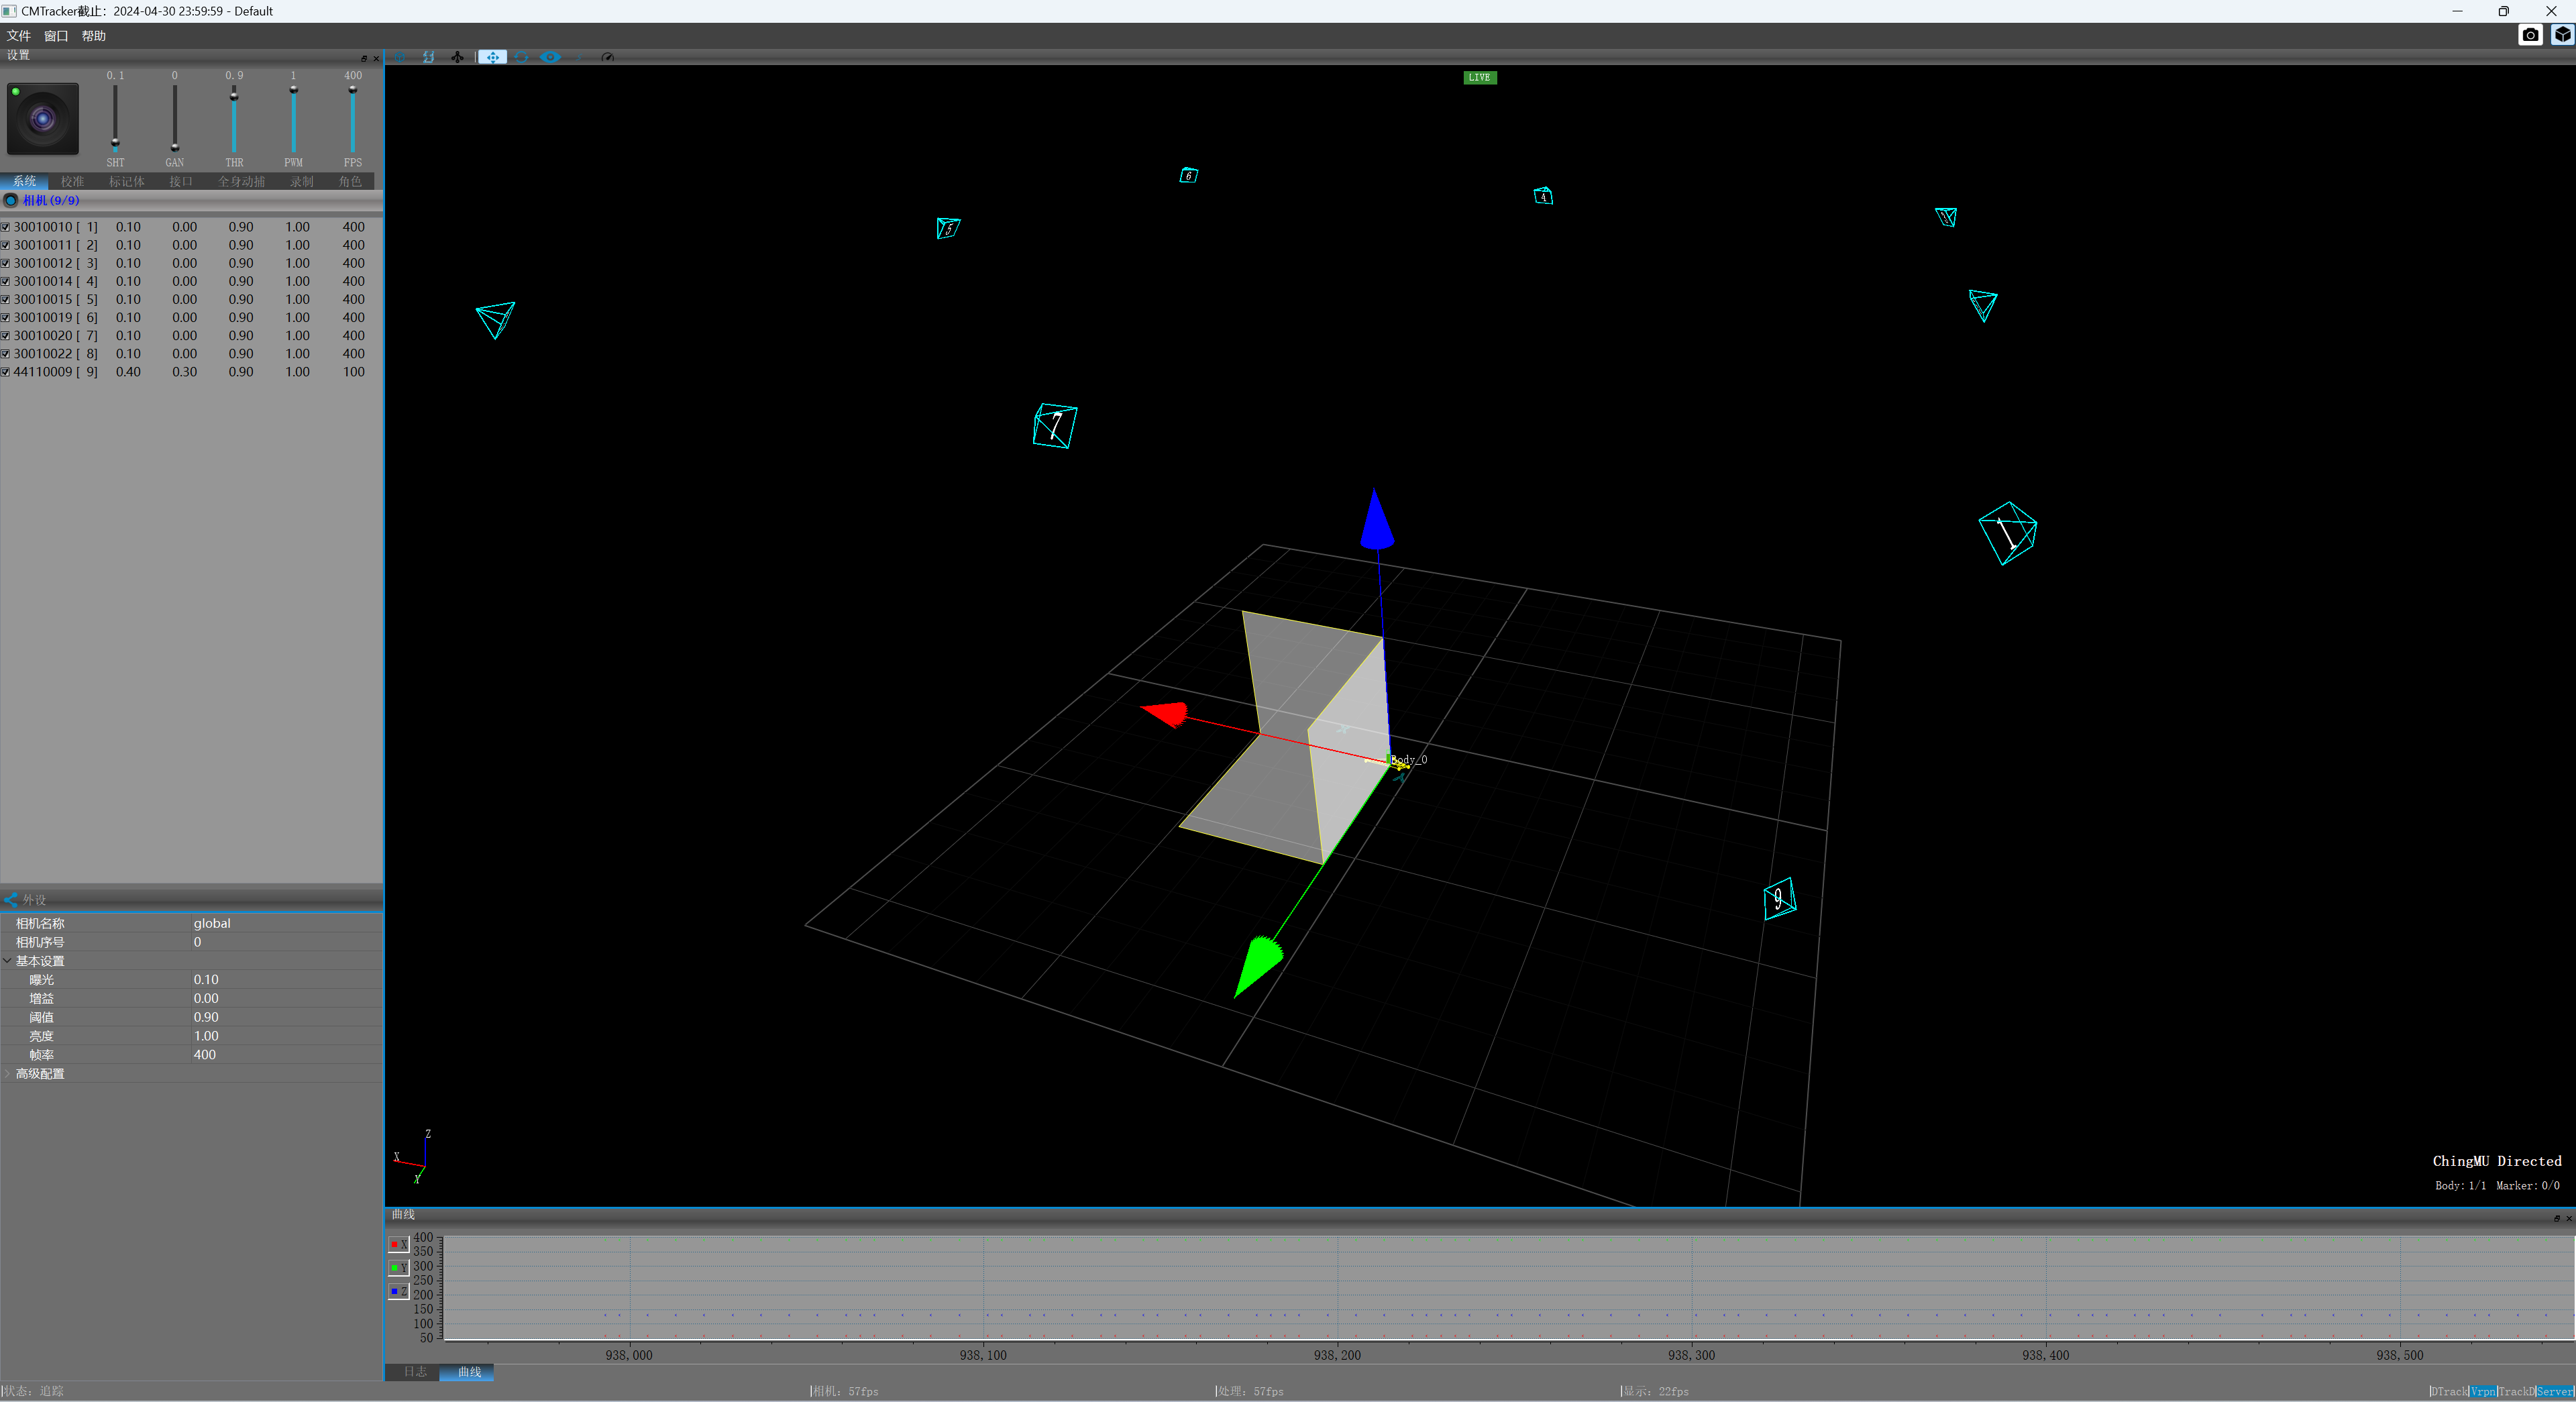 CMTracker截止: 2024-04-30 23:59:59 - Default
文件 窗口 帮助
设置
0.1 0 0.9 1 400
SHT GAN THR PWM FPS
系统 校准 标记体 接口 全身动捕 录制 角色
相机(9/9)
30010010 [ 1] 0.10 0.00 0.90 1.00 400
30010011 [ 2] 0.10 0.00 0.90 1.00 400
30010012 [ 3] 0.10 0.00 0.90 1.00 400
30010014 [ 4] 0.10 0.00 0.90 1.00 400
30010015 [ 5] 0.10 0.00 0.90 1.00 400
30010019 [ 6] 0.10 0.00 0.90 1.00 400
30010020 [ 7] 0.10 0.00 0.90 1.00 400
30010022 [ 8] 0.10 0.00 0.90 1.00 400
44110009 [ 9] 0.40 0.30 0.90 1.00 100
外设
相机名称 global
相机序号 0
基本设置
曝光 0.10
增益 0.00
阈值 0.90
亮度 1.00
帧率 400
高级配置
LIVE
6
4
5
7
1
Body_0
9
Z
X
Y
ChingMU Directed
Body: 1/1 Marker: 0/0
曲线
X
Y
Z
400
350
300
250
200
150
100
50
938,000 938,100 938,200 938,300 938,400 938,500
日志 曲线
状态: 追踪 相机: 57fps 处理: 57fps 显示: 22fps DTrack Vrpn TrackD Server